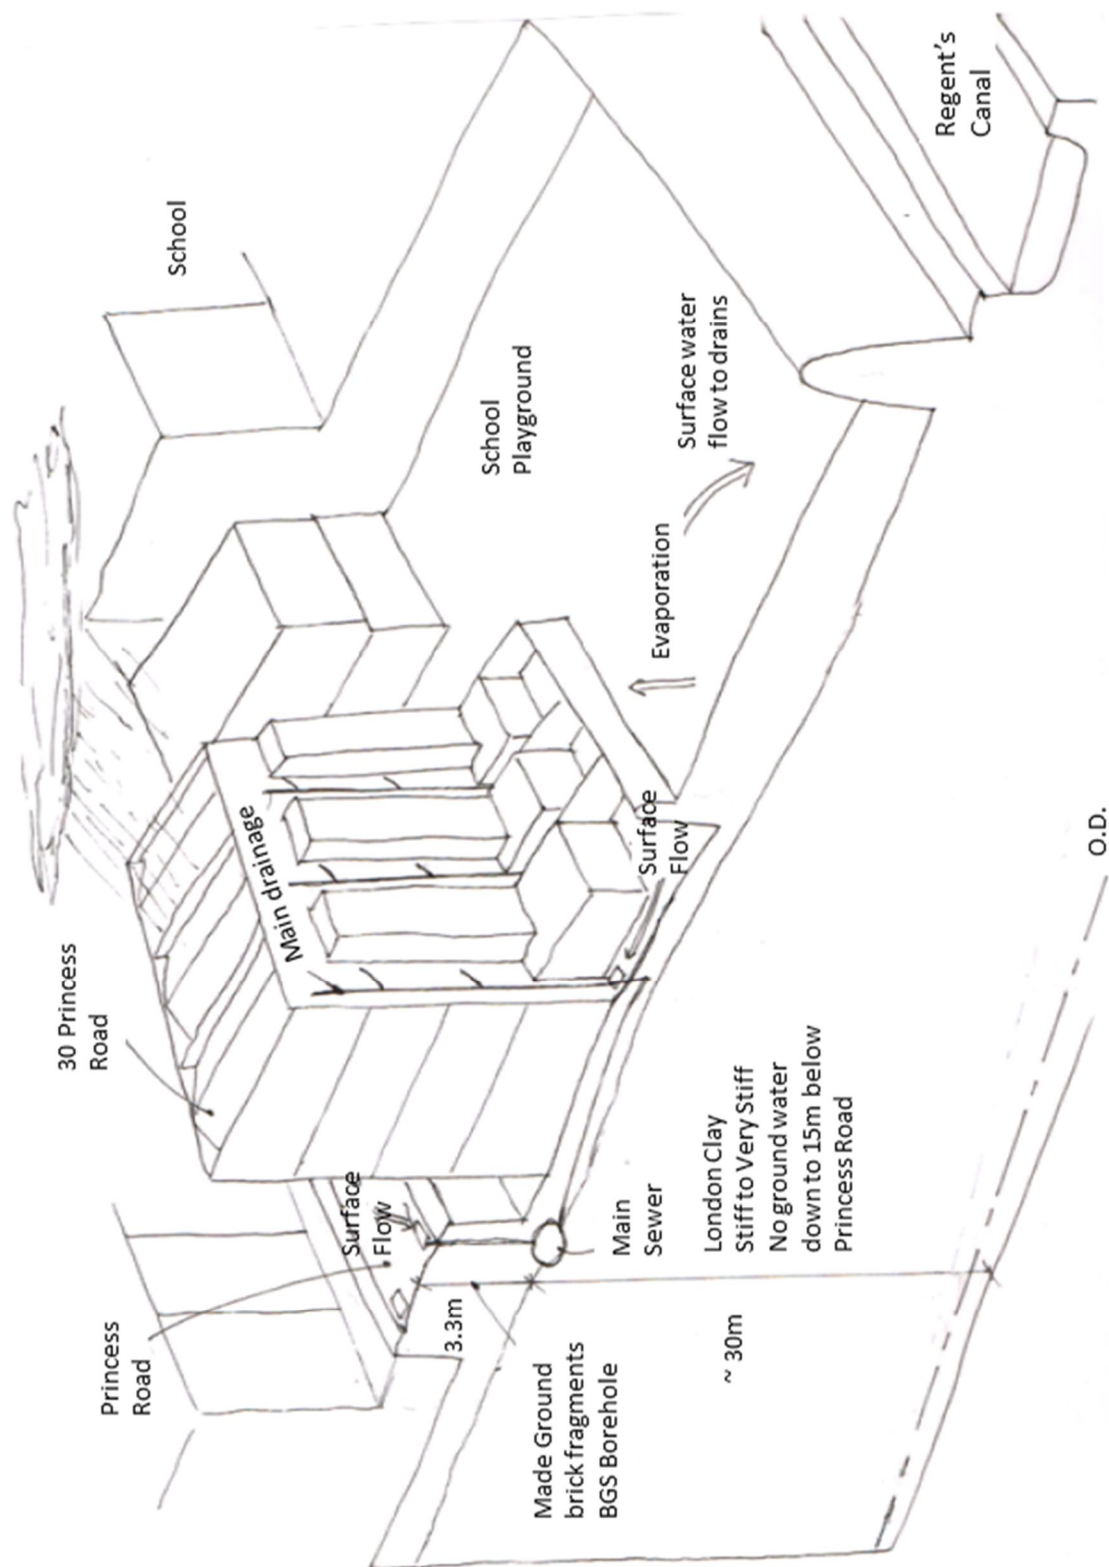 Princess
Road
30 Princess
Road
School
Main drainage
Surface
Flow
School
Playground
Regent's
Canal
3.3m
Made Ground
brick fragments
BGS Borehole
Main
Sewer
Surface
Flow
Evaporation
Surface water
flow to drains
~ 30m
London Clay
Stiff to Very Stiff
No ground water
down to 15m below
Princess Road
O.D.